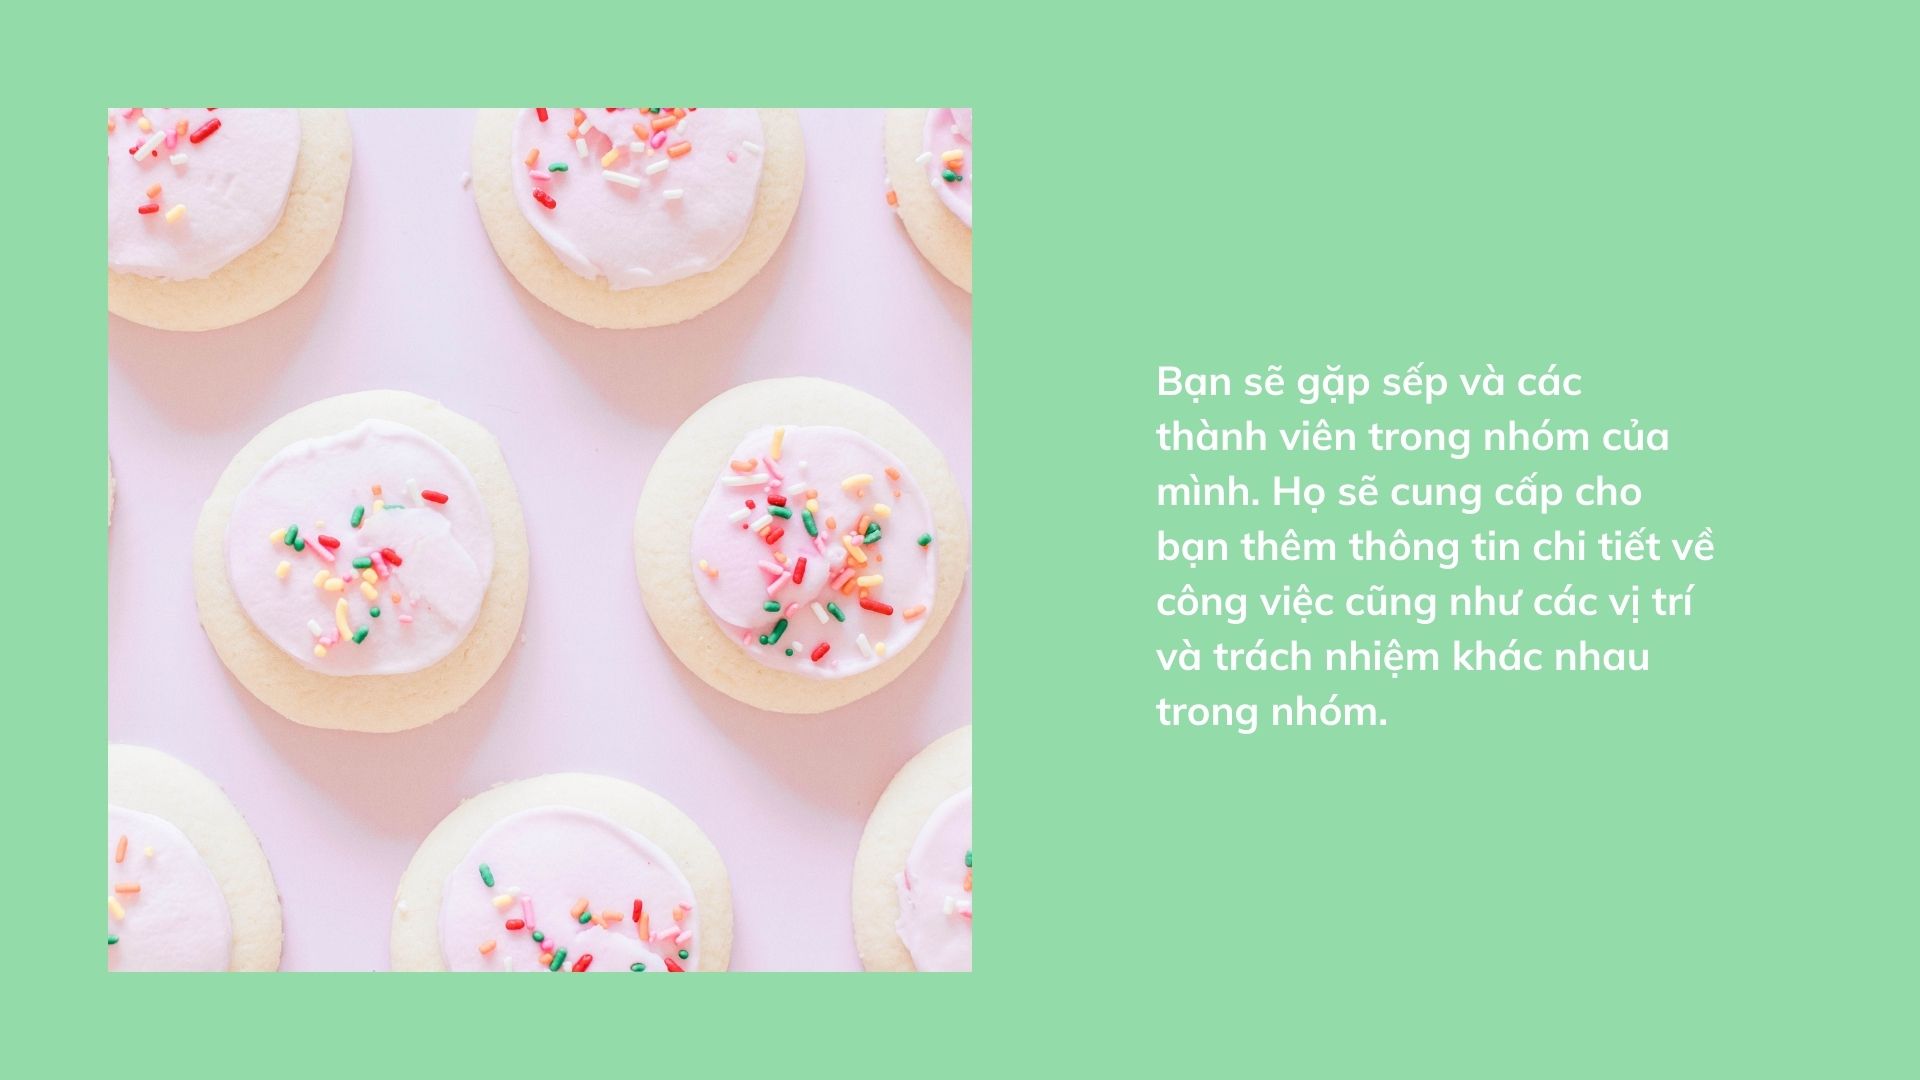 Bạn sẽ gặp sếp và các
thành viên trong nhóm của
mình. Họ sẽ cung cấp cho
bạn thêm thông tin chi tiết về
công việc cũng như các vị trí
và trách nhiệm khác nhau
trong nhóm.